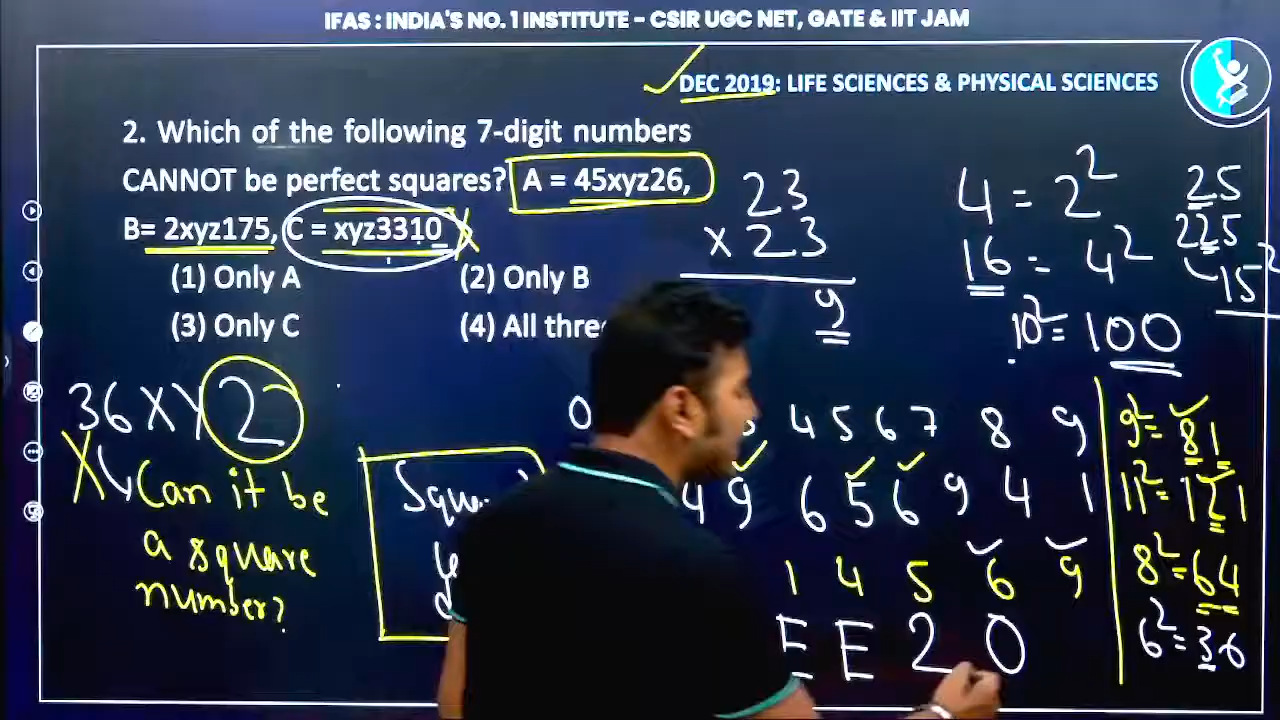 IFAS : INDIA'S NO. 1 INSTITUTE - CSIR UGC NET, GATE & IIT JAM
DEC 2019: LIFE SCIENCES & PHYSICAL SCIENCES
2. Which of the following 7-digit numbers
CANNOT be perfect squares? A = 45xyz26,
B= 2xyz175, C = xyz3310
(1) Only A
(2) Only B
(3) Only C
(4) All
23
× 23
9
4 = 2²
16 = 4²
10² = 100
25
225
15²
36XY2
X
Can it be
a square
number?
0
4 5 6 7 8 9
4 9 6 5 6 9 4 1
1 4 5 6 9
E E 2 0
9² = 81
11² = 121
8² = 64
6² = 36